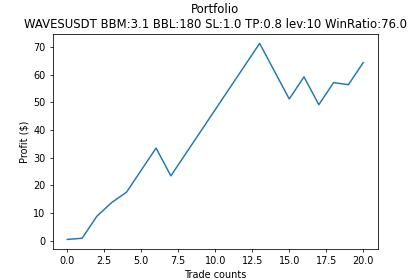 Portfolio
WAVESUSDT BBM:3.1 BBL:180 SL:1.0 TP:0.8 lev:10 WinRatio:76.0
70
60
50
40
30
20
10
0
Profit ($)
0.0 2.5 5.0 7.5 10.0 12.5 15.0 17.5 20.0
Trade counts